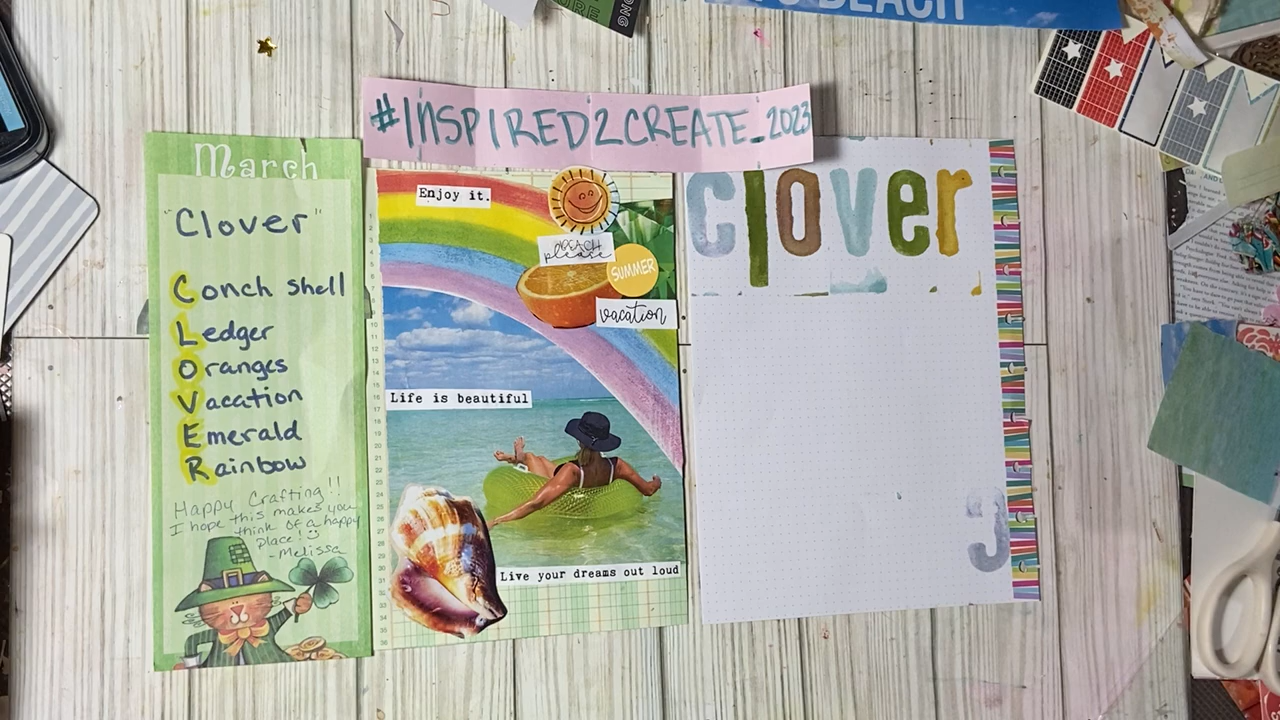 BEACH
#INSPIRED2CREATE_2023
March
"Clover"
Conch shell
Ledger
Oranges
Vacation
Emerald
Rainbow
Happy Crafting!!
I hope this makes you
think of a happy
place!
-Melissa
Enjoy it.
BEACH
please
SUMMER
vacation
Life is beautiful
Live your dreams out loud
clover
3